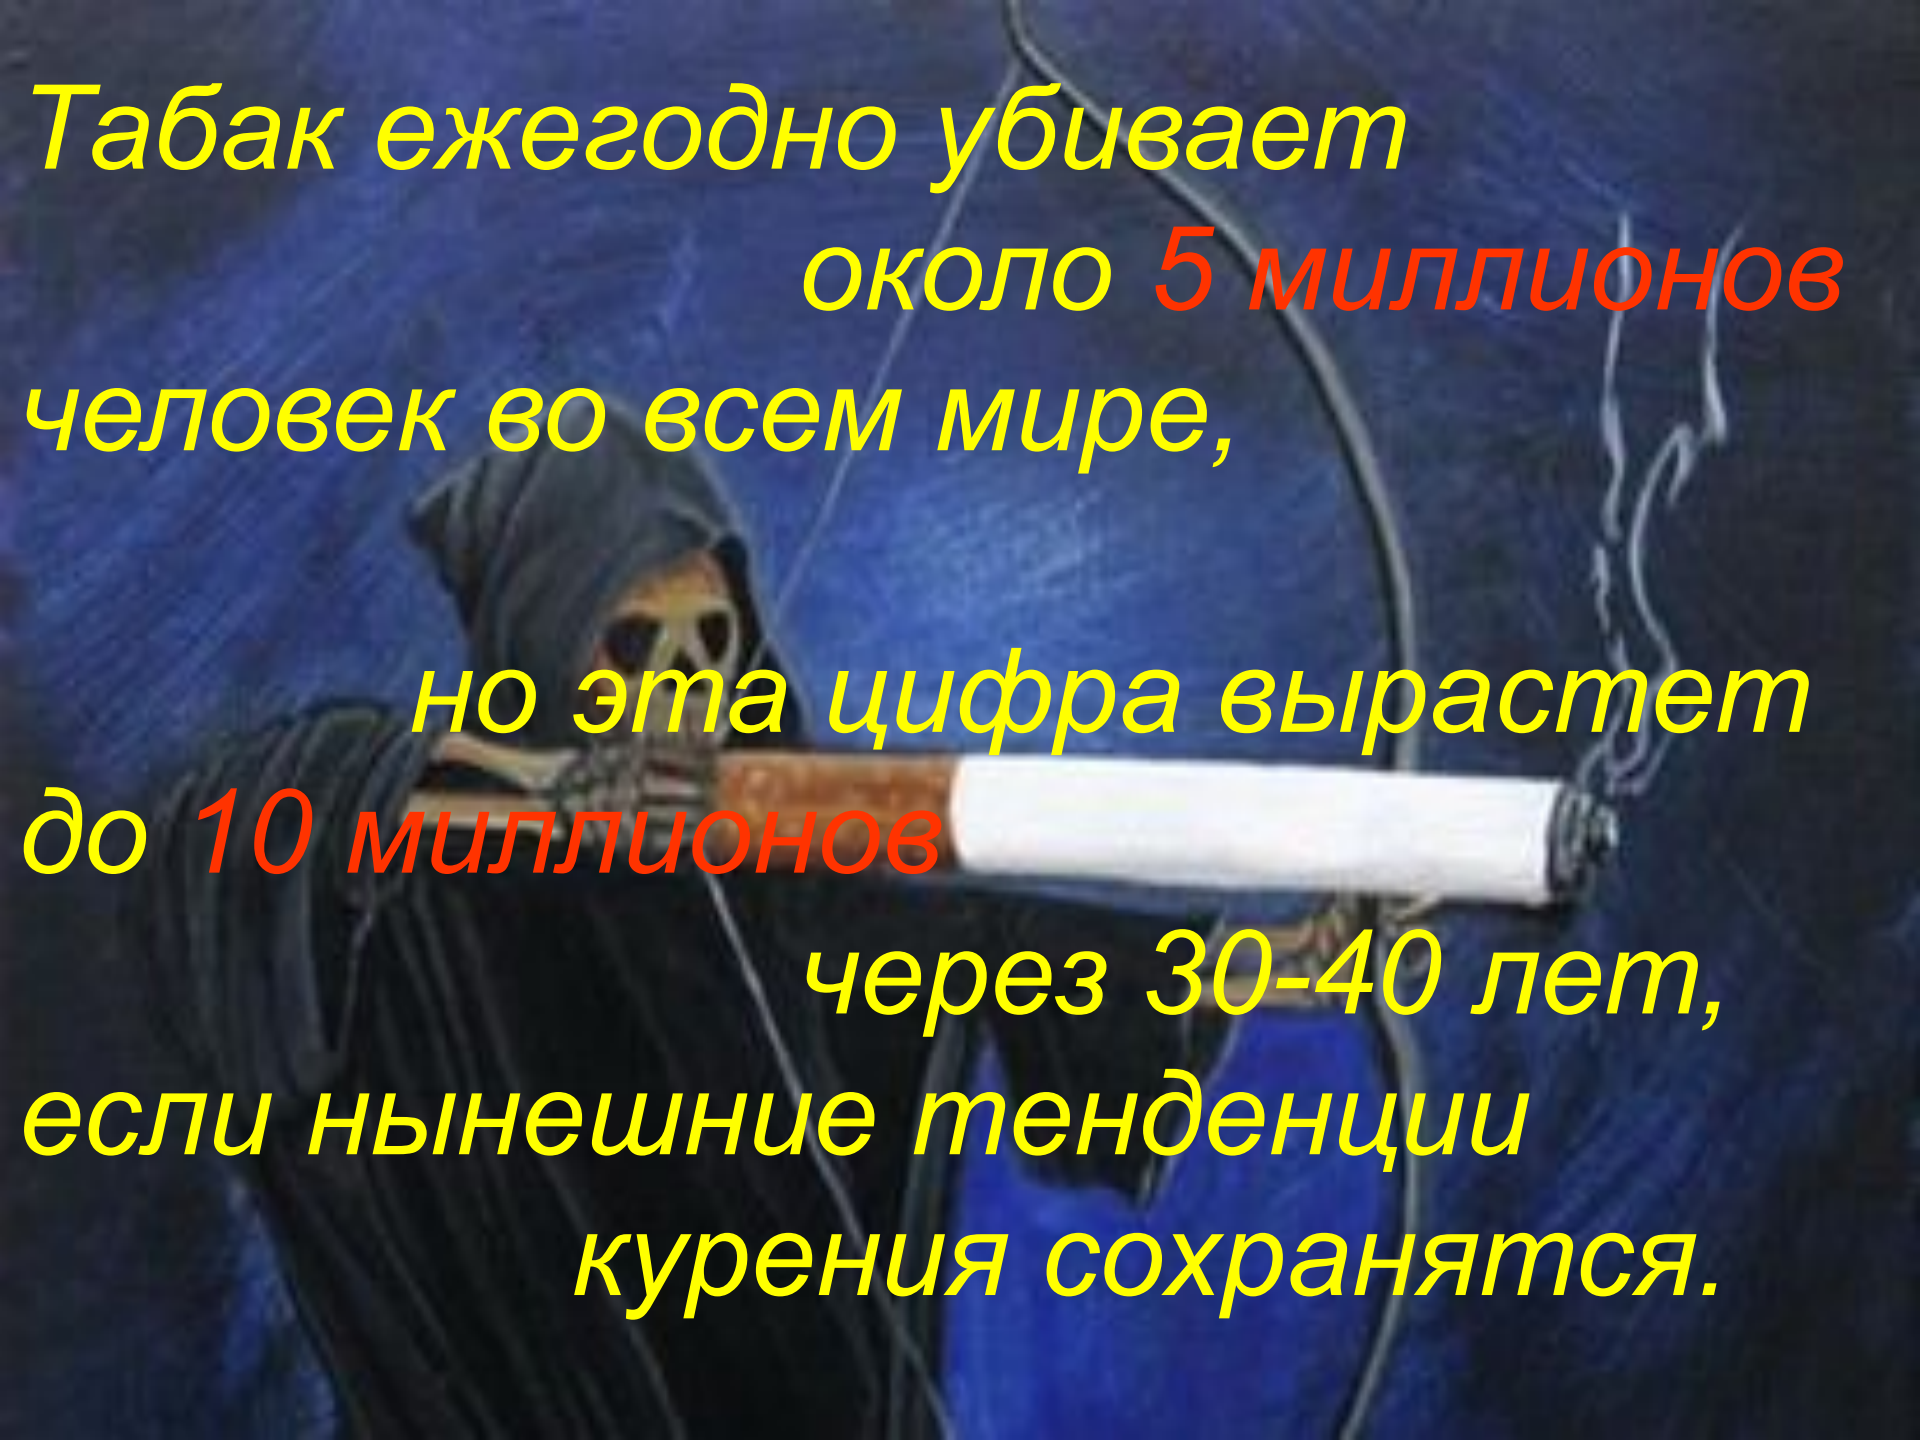 Табак ежегодно убивает
около 5 миллионов
человек во всем мире,
но эта цифра вырастет
до 10 миллионов
через 30-40 лет,
если нынешние тенденции
курения сохранятся.